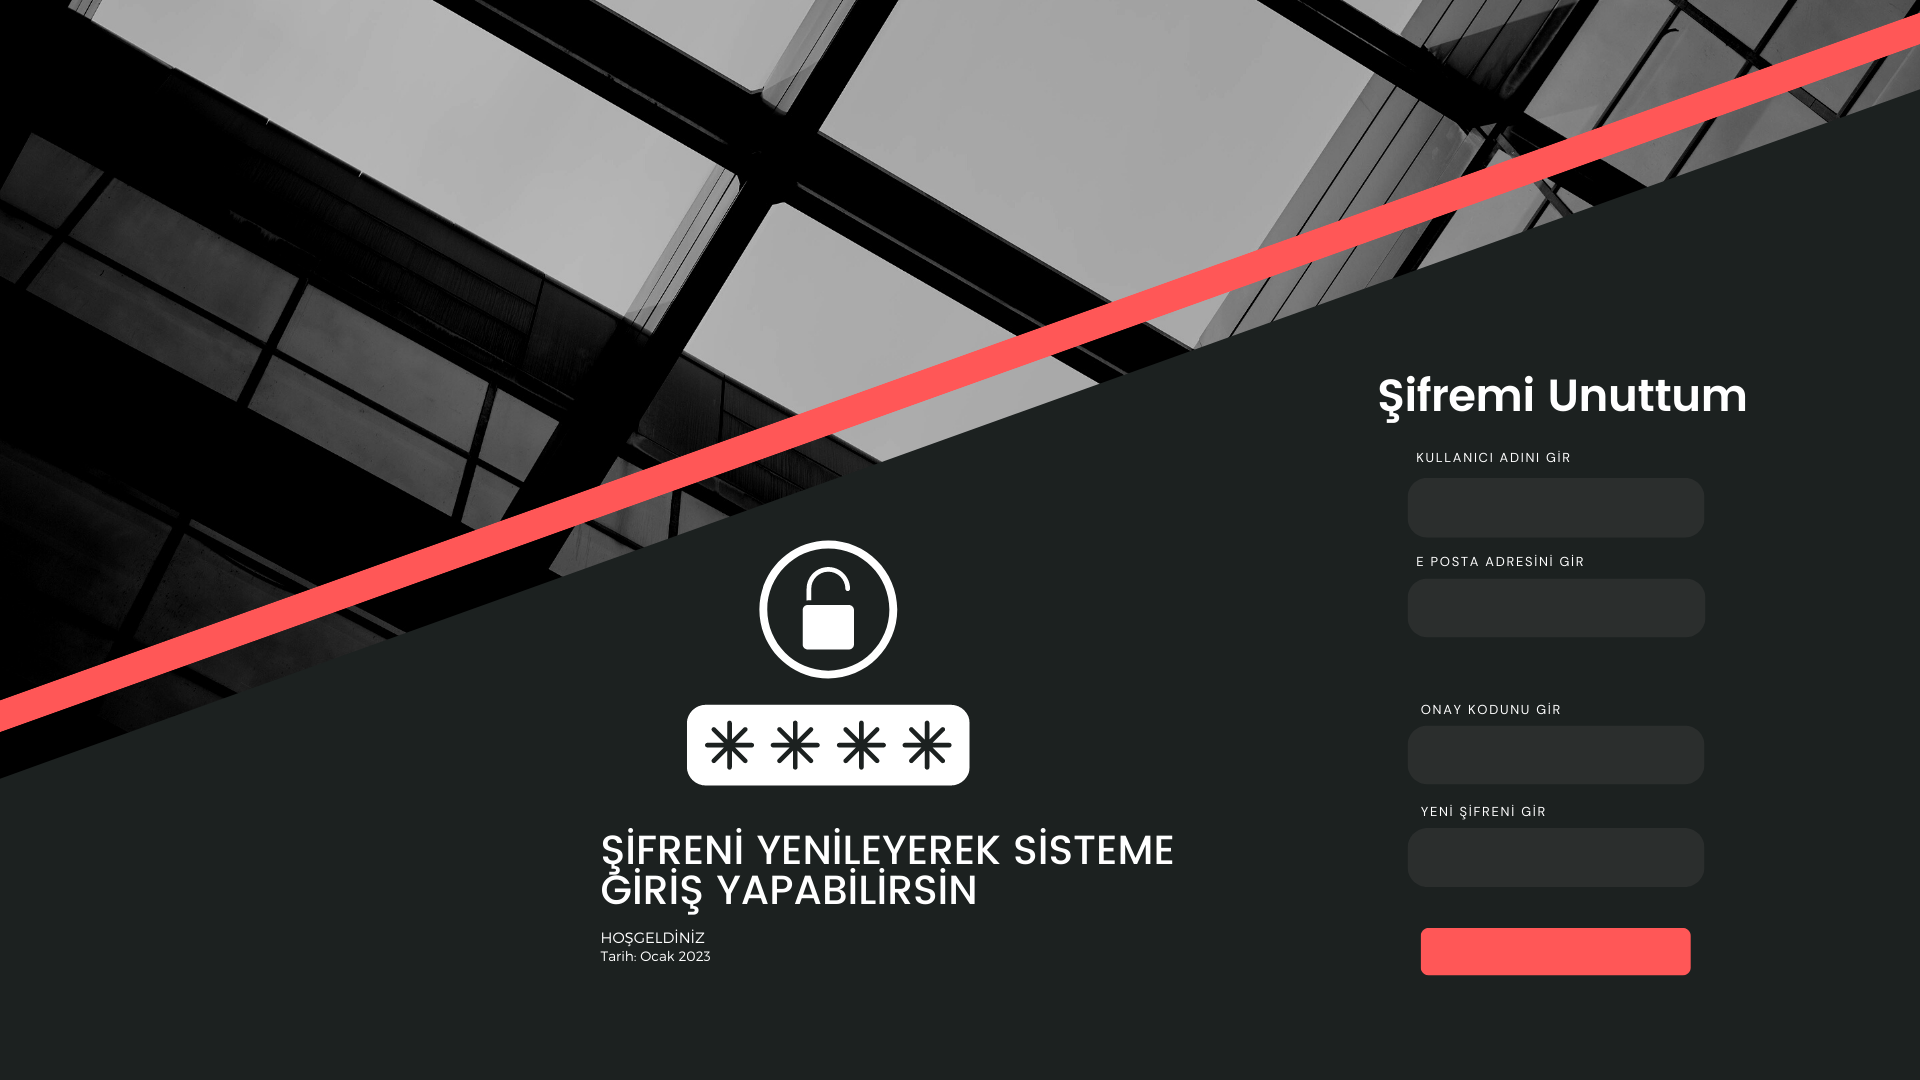 Şifremi Unuttum
KULLANICI ADINI GİR
E POSTA ADRESİNİ GİR
ONAY KODUNU GİR
YENİ ŞİFRENİ GİR
****
ŞİFRENİ YENİLEYEREK SİSTEME
GİRİŞ YAPABİLİRSİN
HOŞGELDİNİZ
Tarih: Ocak 2023